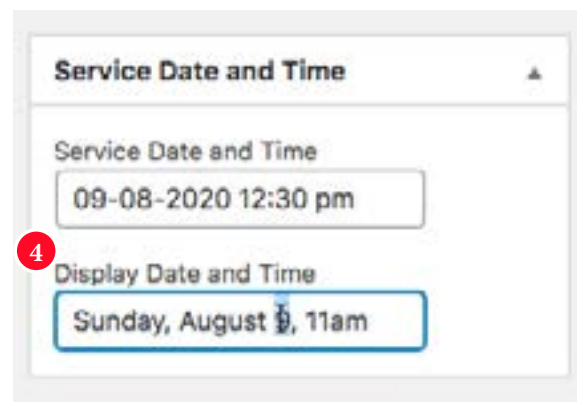 Service Date and Time
Service Date and Time
09-08-2020 12:30 pm
4
Display Date and Time
Sunday, August 9, 11am